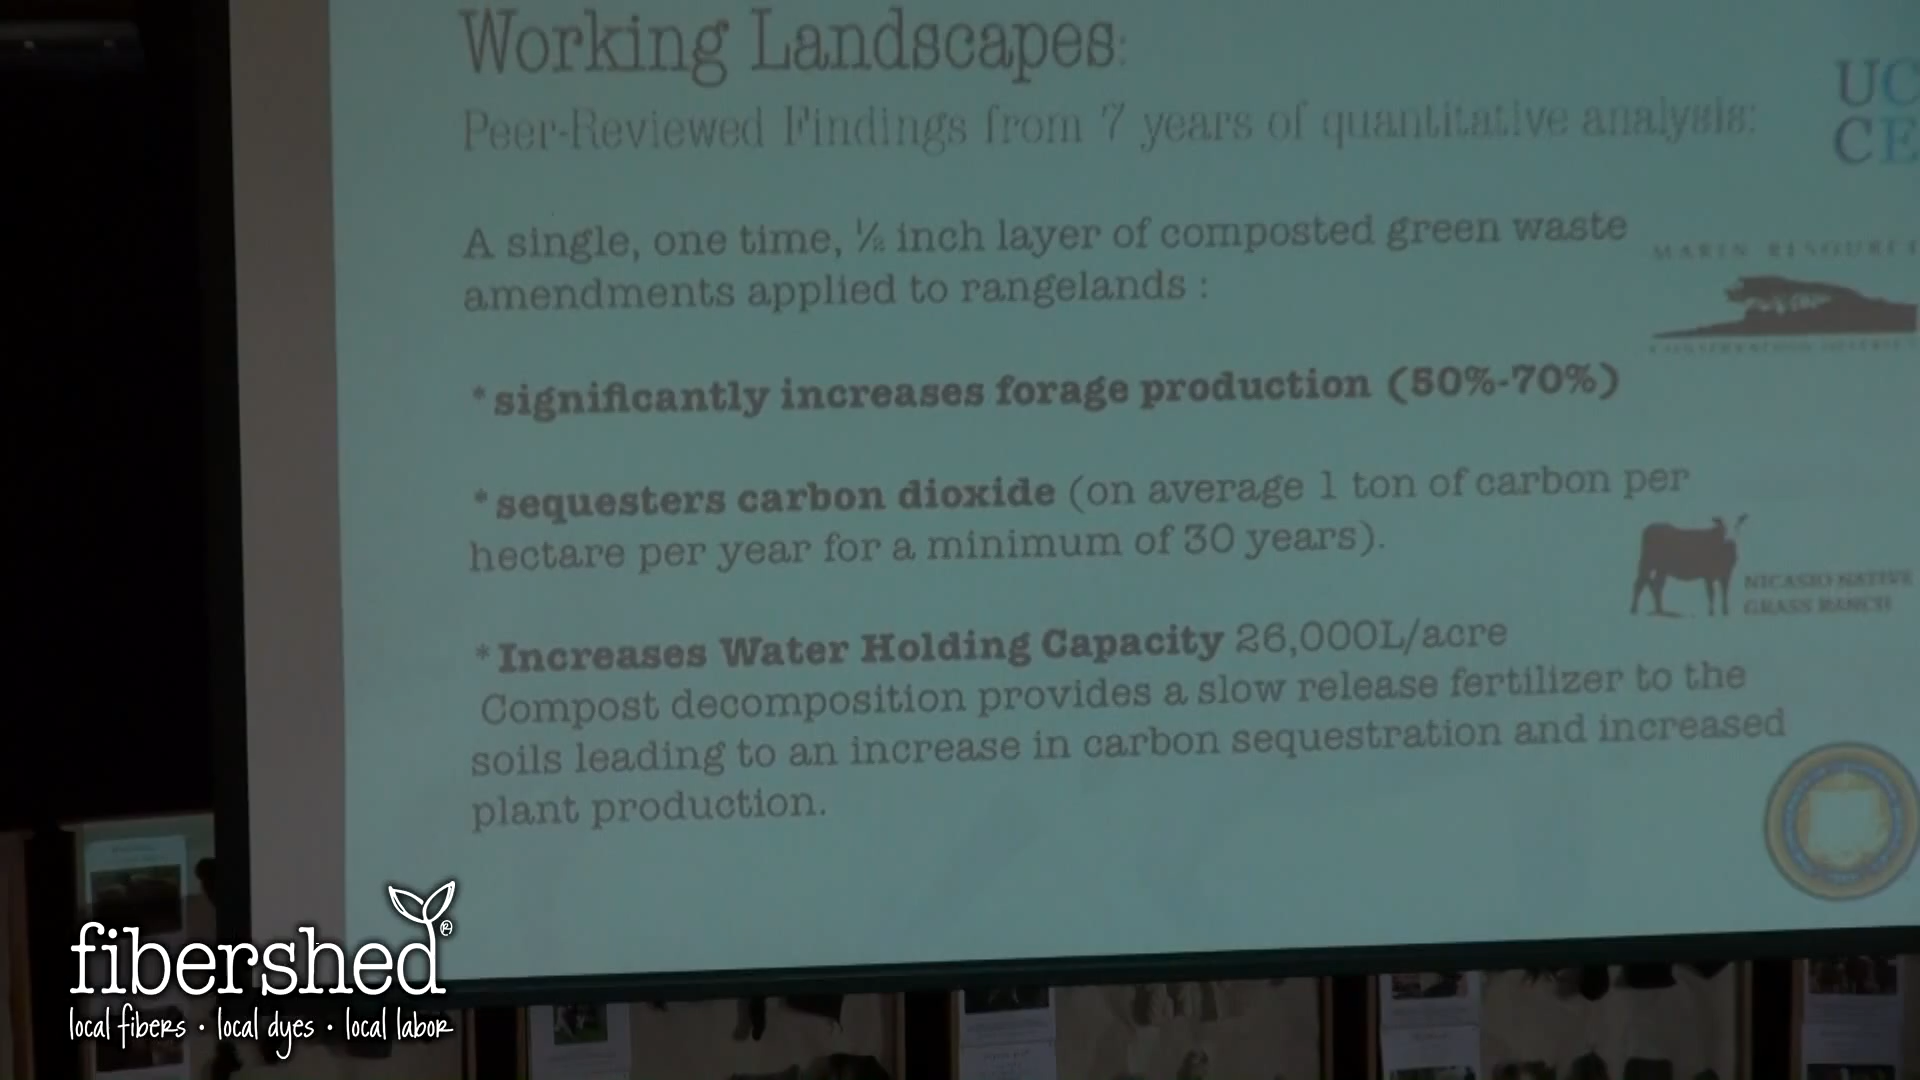 Working Landscapes:
Peer-Reviewed Findings from 7 years of quantitative analysis:
UC
CE
A single, one time, ½ inch layer of composted green waste
amendments applied to rangelands :
MARIN RESOURCE
CONSERVATION DISTRICT
*significantly increases forage production (50%-70%)
*sequesters carbon dioxide (on average 1 ton of carbon per
hectare per year for a minimum of 30 years).
NICASIO NATIVE
GRASS RANCH
*Increases Water Holding Capacity 26,000L/acre
Compost decomposition provides a slow release fertilizer to the
soils leading to an increase in carbon sequestration and increased
plant production.
fibershed®
local fibers · local dyes · local labor